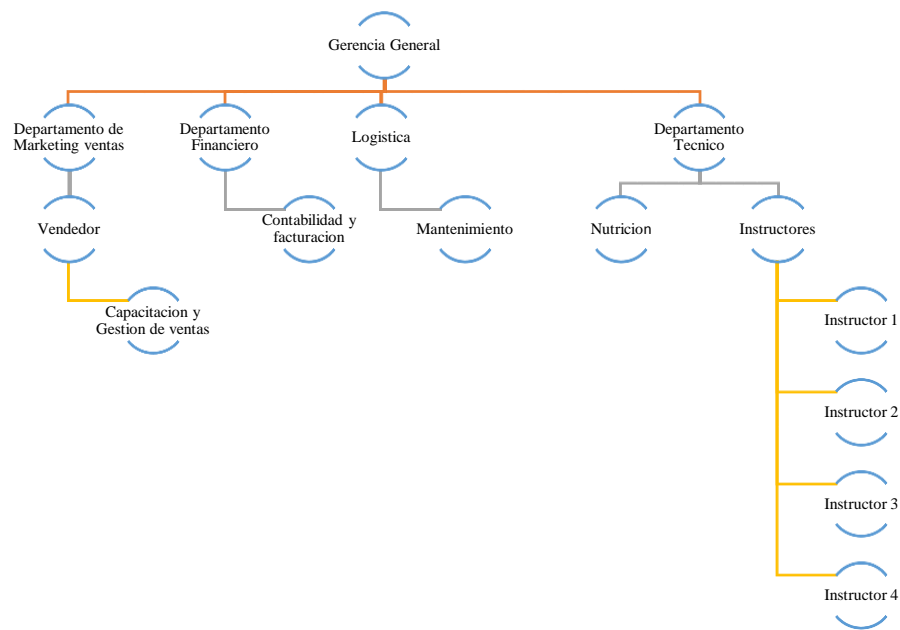 Gerencia General
Departamento de
Marketing ventas
Departamento
Financiero
Logistica
Departamento
Tecnico
Vendedor
Contabilidad y
facturacion
Mantenimiento
Nutricion
Instructores
Capacitacion y
Gestion de ventas
Instructor 1
Instructor 2
Instructor 3
Instructor 4